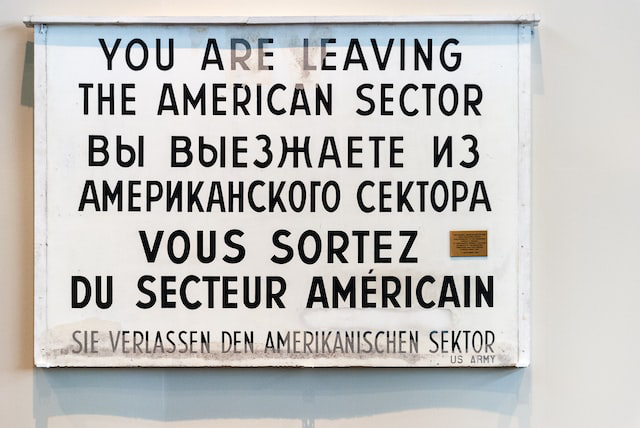 YOU ARE LEAVING
THE AMERICAN SECTOR
ВЫ ВЫЕЗЖАЕТЕ ИЗ
АМЕРИКАНСКОГО СЕКТОРА
VOUS SORTEZ
DU SECTEUR AMÉRICAIN
SIE VERLASSEN DEN AMERIKANISCHEN SEKTOR
US ARMY